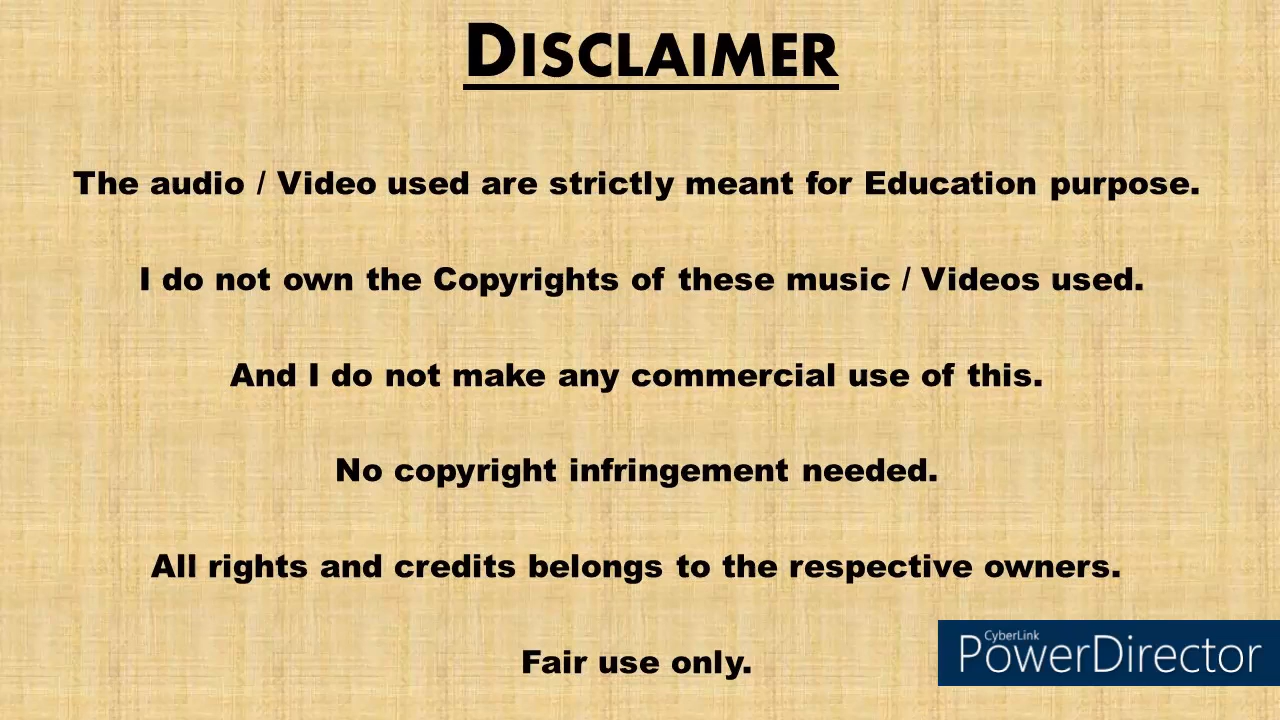 DISCLAIMER
The audio / Video used are strictly meant for Education purpose.
I do not own the Copyrights of these music / Videos used.
And I do not make any commercial use of this.
No copyright infringement needed.
All rights and credits belongs to the respective owners.
Fair use only.
CyberLink
PowerDirector